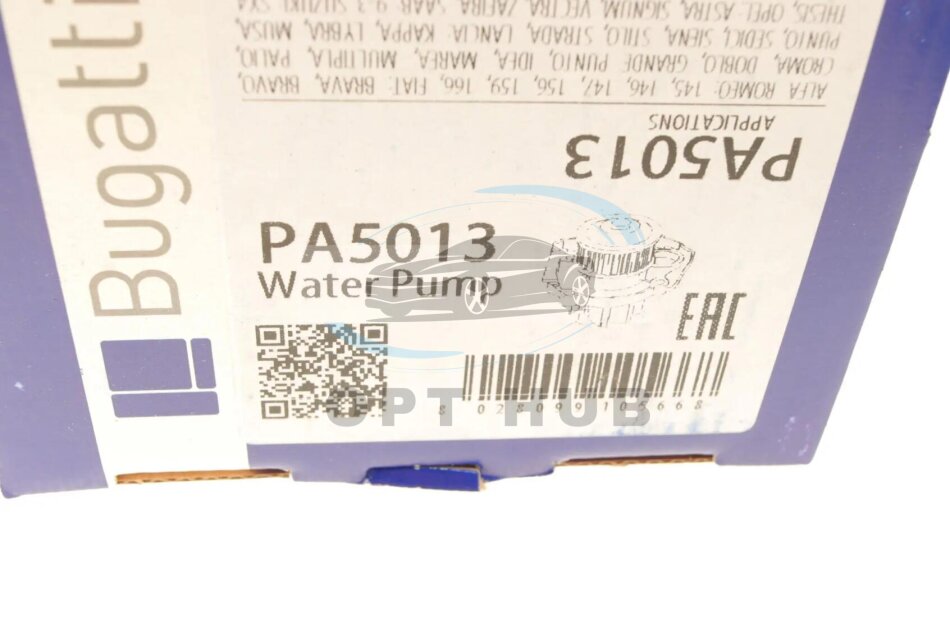 Bugatti
PA5013
Water Pump
EAC
8 028099 105668
OPT HUB
PA5013
APPLICATIONS
ALFA ROMEO: 145, 146, 147, 156, 159, 166, FIAT: BRAVA, BRAVO,
CROMA, DOBLO, GRANDE PUNTO, IDEA, MAREA, MULTIPLA, PALIO,
PUNTO, SEDICI, SIENA, STILO, STRADA, LANCIA: KAPPA, LYBRA, MUSA,
THESIS, OPEL: ASTRA, SIGNUM, VECTRA, ZAFIRA, SAAB: 9-3, SUZUKI: SX4